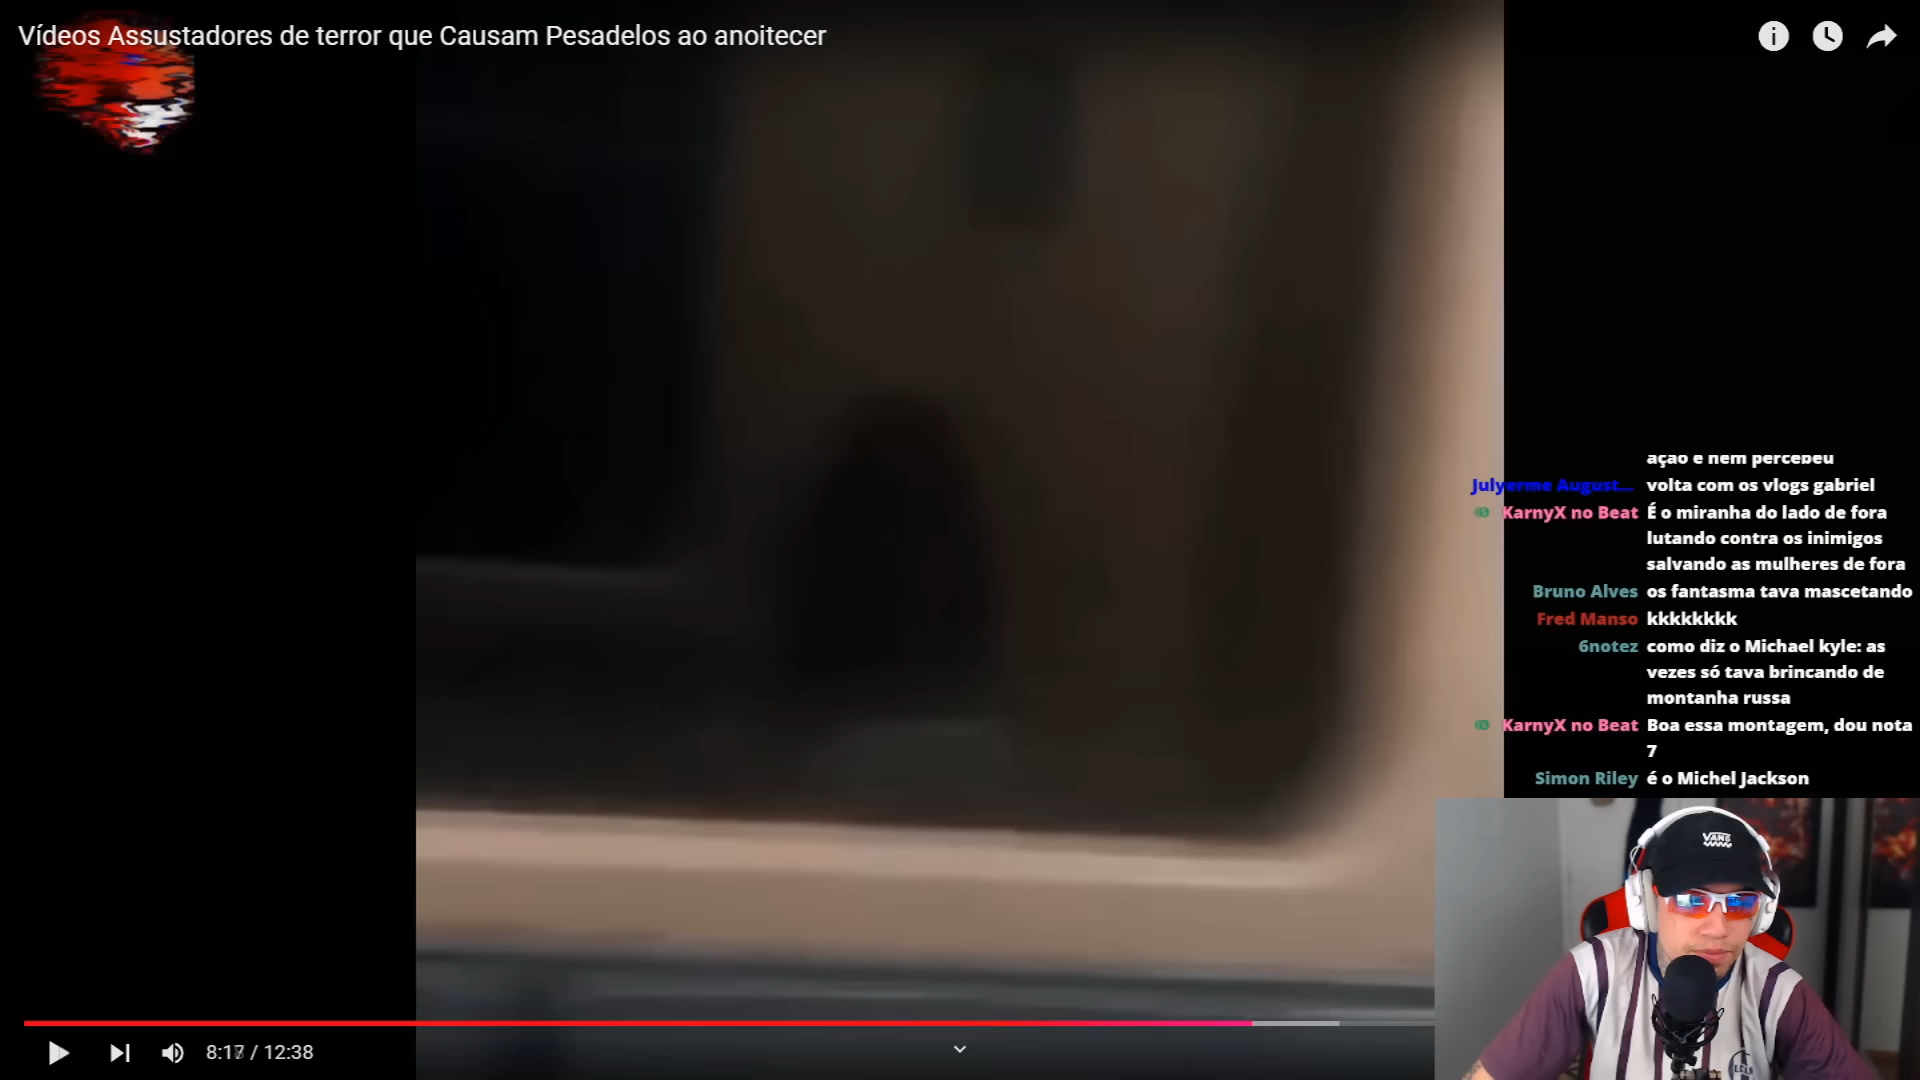 Vídeos Assustadores de terror que Causam Pesadelos ao anoitecer
ação e nem percebeu
Julyerme August... volta com os vlogs gabriel
KarnyX no Beat É o miranha do lado de fora
lutando contra os inimigos
salvando as mulheres de fora
Bruno Alves os fantasma tava mascetando
Fred Manso kkkkkkkk
6notez como diz o Michael kyle: as
vezes só tava brincando de
montanha russa
KarnyX no Beat Boa essa montagem, dou nota
7
Simon Riley é o Michel Jackson
VANS
/ 12:38